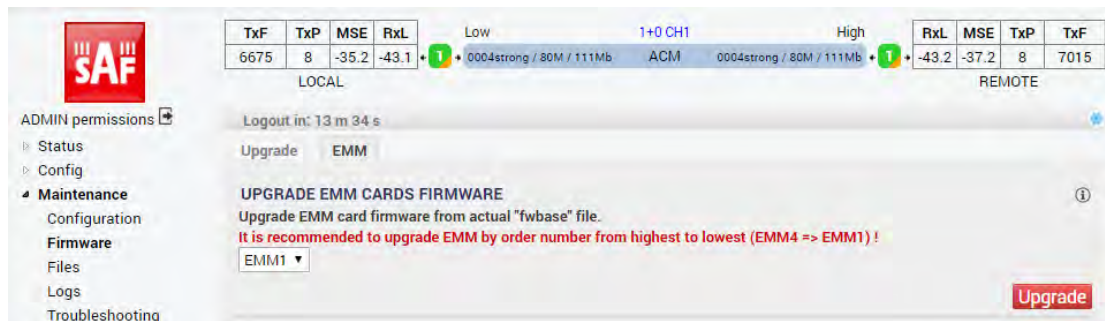 SAF
TxF TxP MSE RxL Low 1+0 CH1 High RxL MSE TxP TxF
6675 8 -35.2 -43.1 1 0004strong / 80M / 111Mb ACM 0004strong / 80M / 111Mb 1 -43.2 -37.2 8 7015
LOCAL REMOTE
ADMIN permissions
Logout in: 13 m 34 s
Status
Upgrade EMM
Config
Maintenance
UPGRADE EMM CARDS FIRMWARE
Configuration
Upgrade EMM card firmware from actual "fwbase" file.
Firmware
It is recommended to upgrade EMM by order number from highest to lowest (EMM4 => EMM1) !
Files
EMM1
Logs
Upgrade
Troubleshooting